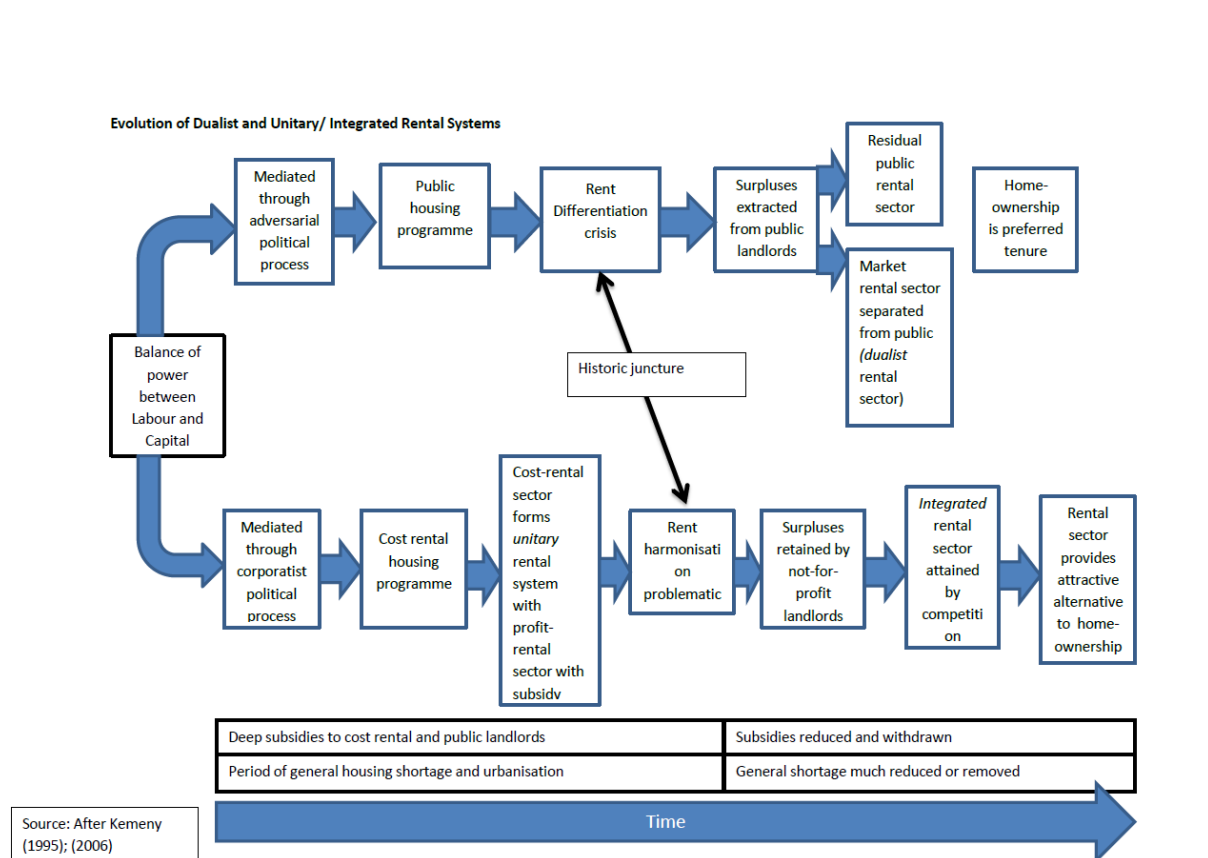 Evolution of Dualist and Unitary/ Integrated Rental Systems
Mediated
through
adversarial
political
process
Public
housing
programme
Rent
Differentiation
crisis
Surpluses
extracted
from public
landlords
Residual
public
rental
sector
Market
rental sector
separated
from public
(dualist
rental
sector)
Home-
ownership
is preferred
tenure
Balance of
power
between
Labour and
Capital
Historic juncture
Mediated
through
corporatist
political
process
Cost rental
housing
programme
Cost-rental
sector
forms
unitary
rental
system
with
profit-
rental
sector with
subsidy
Rent
harmonisati
on
problematic
Surpluses
retained by
not-for-
profit
landlords
Integrated
rental
sector
attained
by
competiti
on
Rental
sector
provides
attractive
alternative
to home-
ownership
Deep subsidies to cost rental and public landlords
Subsidies reduced and withdrawn
Period of general housing shortage and urbanisation
General shortage much reduced or removed
Time
Source: After Kemeny
(1995); (2006)